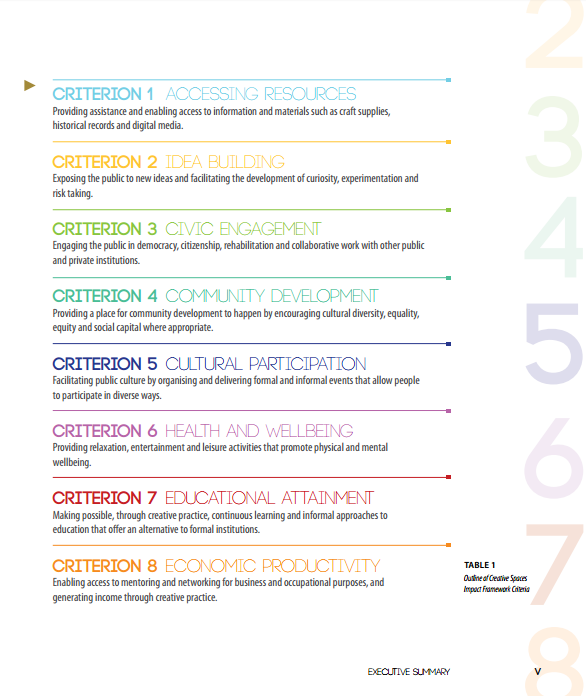 CRITERION 1 ACCESSING RESOURCES
Providing assistance and enabling access to information and materials such as craft supplies,
historical records and digital media.
CRITERION 2 IDEA BUILDING
Exposing the public to new ideas and facilitating the development of curiosity, experimentation and
risk taking.
CRITERION 3 CIVIC ENGAGEMENT
Engaging the public in democracy, citizenship, rehabilitation and collaborative work with other public
and private institutions.
CRITERION 4 COMMUNITY DEVELOPMENT
Providing a place for community development to happen by encouraging cultural diversity, equality,
equity and social capital where appropriate.
CRITERION 5 CULTURAL PARTICIPATION
Facilitating public culture by organising and delivering formal and informal events that allow people
to participate in diverse ways.
CRITERION 6 HEALTH AND WELLBEING
Providing relaxation, entertainment and leisure activities that promote physical and mental
wellbeing.
CRITERION 7 EDUCATIONAL ATTAINMENT
Making possible, through creative practice, continuous learning and informal approaches to
education that offer an alternative to formal institutions.
CRITERION 8 ECONOMIC PRODUCTIVITY
Enabling access to mentoring and networking for business and occupational purposes, and
generating income through creative practice.
TABLE 1
Outline of Creative Spaces
Impact Framework Criteria
2
3
4
5
6
7
8
EXECUTIVE SUMMARY V